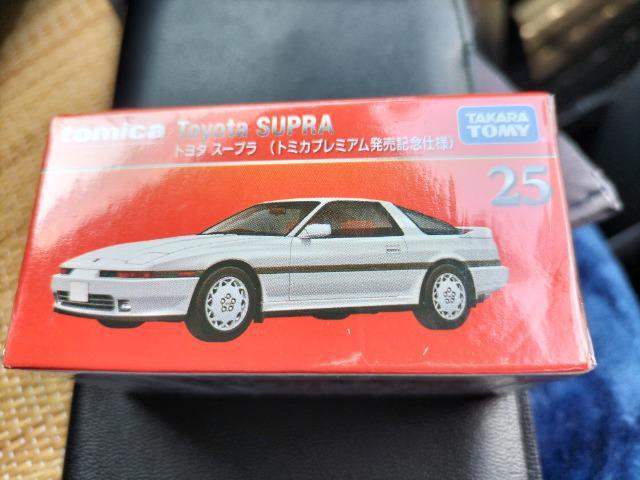 tomica Toyota SUPRA
トヨタ スープラ （トミカプレミアム発売記念仕様）
TAKARA
TOMY
25